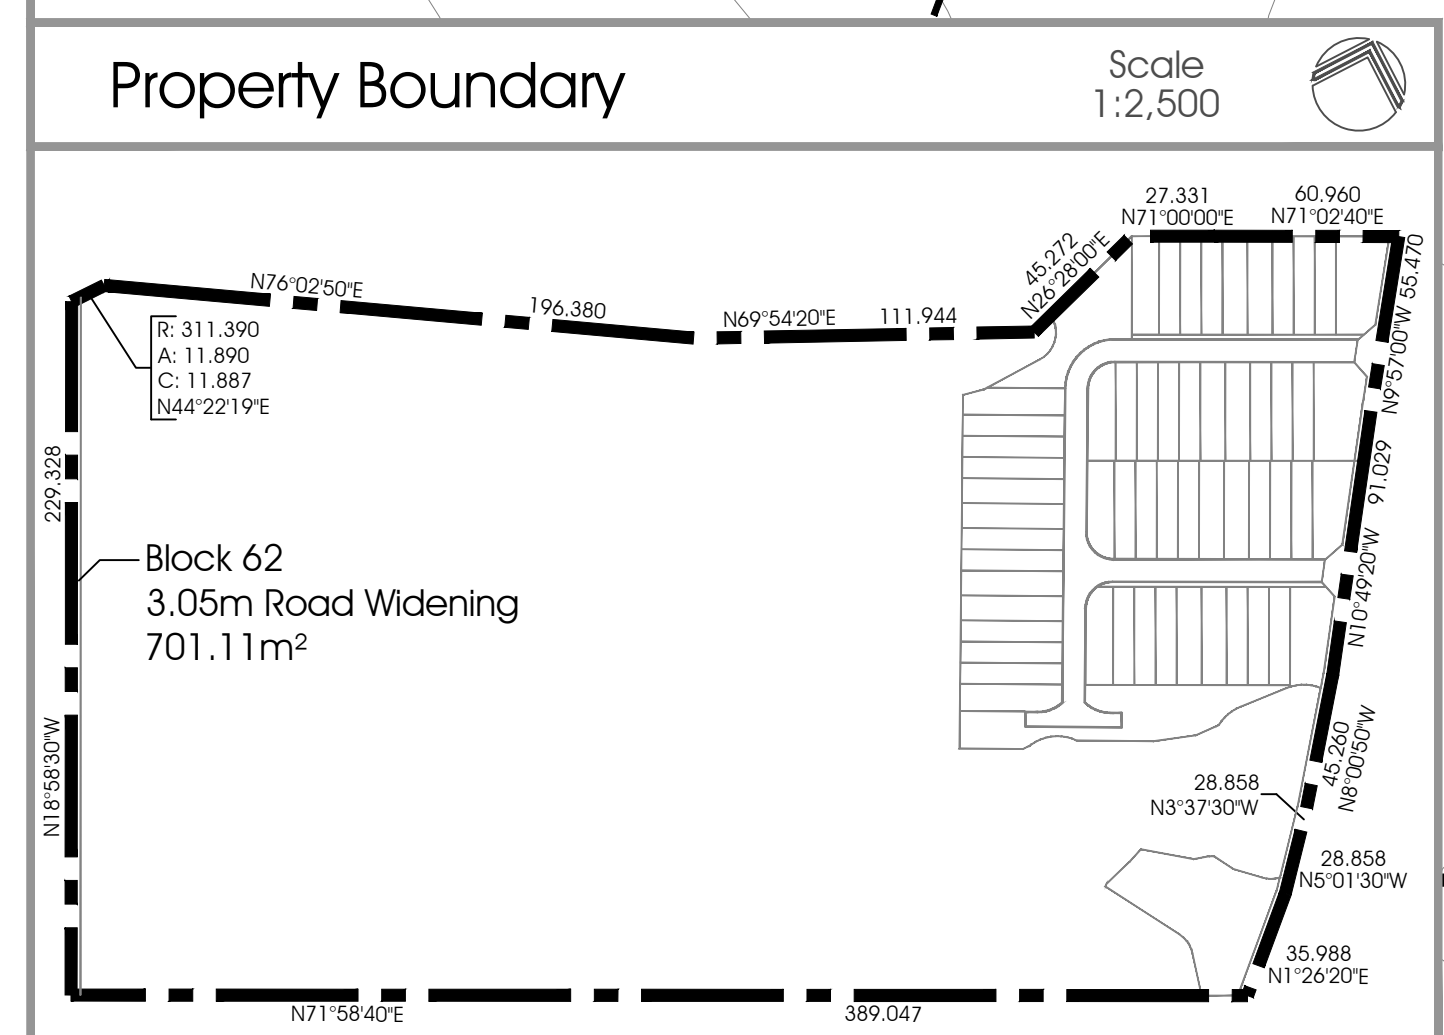 Property Boundary
Scale
1:2,500
27.331
N71°00'00"E
60.960
N71°02'40"E
45.272
N26°28'00"E
55.470
N9°57'00"W
N76°02'50"E
196.380
N69°54'20"E
111.944
R: 311.390
A: 11.890
C: 11.887
N44°22'19"E
229.328
91.029
N10°49'20"W
Block 62
3.05m Road Widening
701.11m²
N18°58'30"W
45.260
N8°00'50"W
28.858
N3°37'30"W
28.858
N5°01'30"W
35.988
N1°26'20"E
N71°58'40"E
389.047